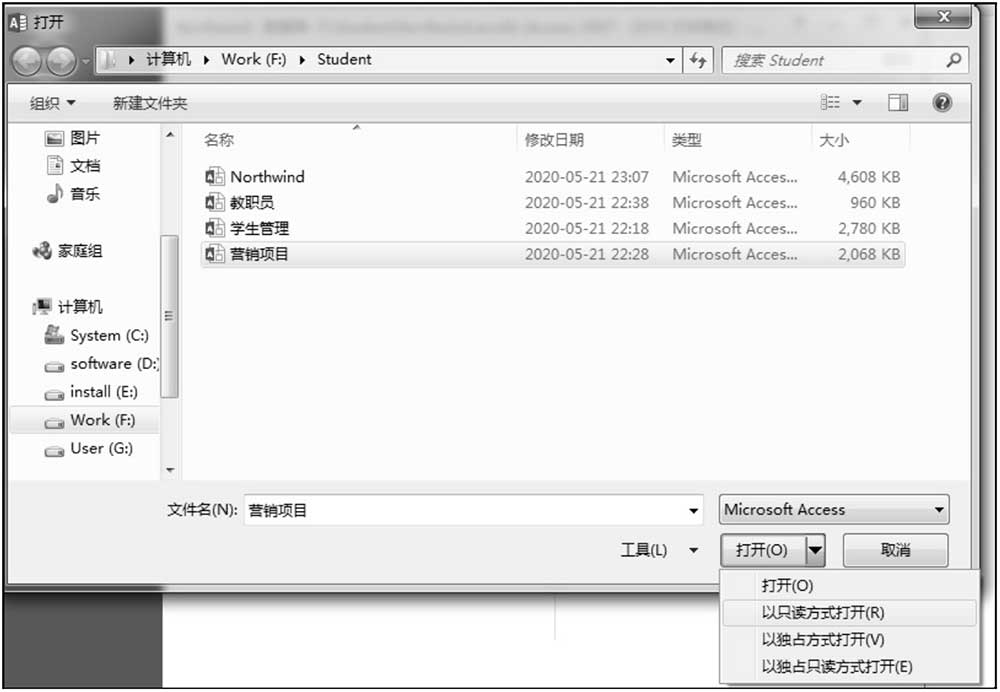 打开
计算机 Work (F:) Student
搜索 Student
组织 新建文件夹
图片
文档
音乐
家庭组
计算机
System (C:)
software (D:)
install (E:)
Work (F:)
User (G:)
名称 修改日期 类型 大小
Northwind 2020-05-21 23:07 Microsoft Acces... 4,608 KB
教职员 2020-05-21 22:38 Microsoft Acces... 960 KB
学生管理 2020-05-21 22:18 Microsoft Acces... 2,780 KB
营销项目 2020-05-21 22:28 Microsoft Acces... 2,068 KB
文件名(N): 营销项目 Microsoft Access
工具(L) 打开(O) 取消
打开(O)
以只读方式打开(R)
以独占方式打开(V)
以独占只读方式打开(E)